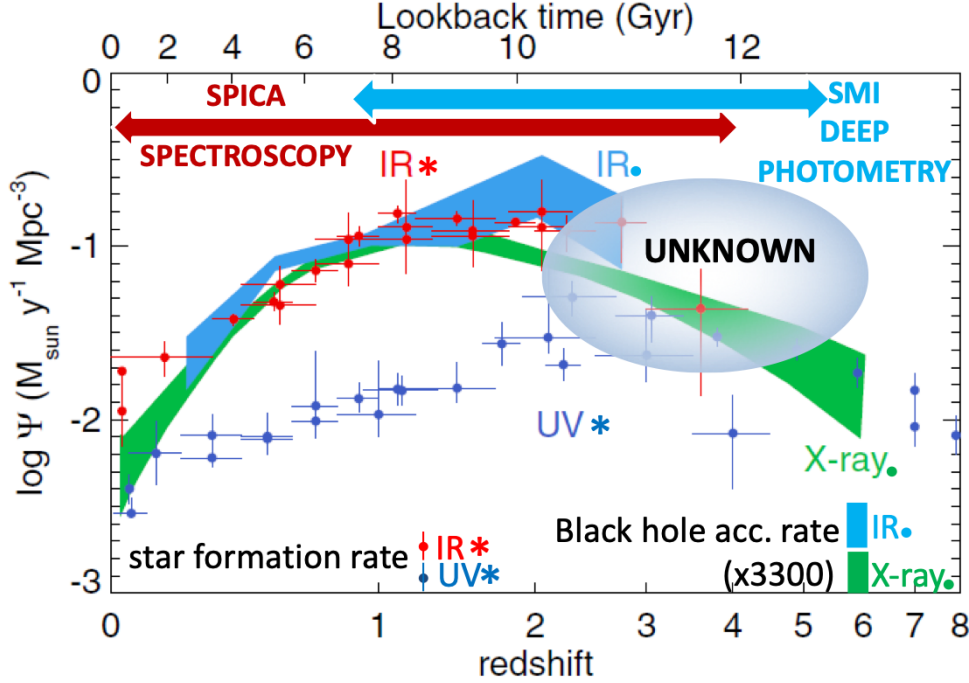 Lookback time (Gyr)
0 2 4 6 8 10 12
0
-1
-2
-3
log Ψ (M sun y-1 Mpc-3)
SPICA
SPECTROSCOPY
SMI
DEEP
PHOTOMETRY
IR*
IR•
UNKNOWN
UV*
X-ray•
star formation rate
IR*
UV*
Black hole acc. rate
(x3300)
IR•
X-ray•
0 1 2 3 4 5 6 7 8
redshift